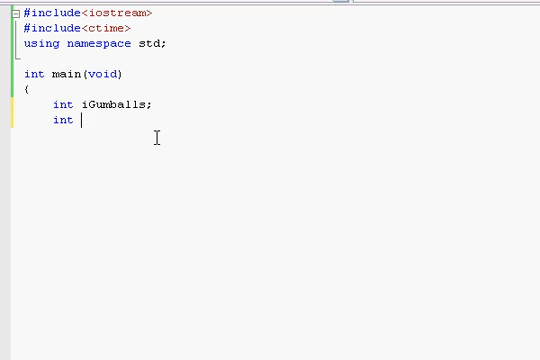 #include<iostream>
#include<ctime>
using namespace std;
int main(void)
{
int iGumballs;
int